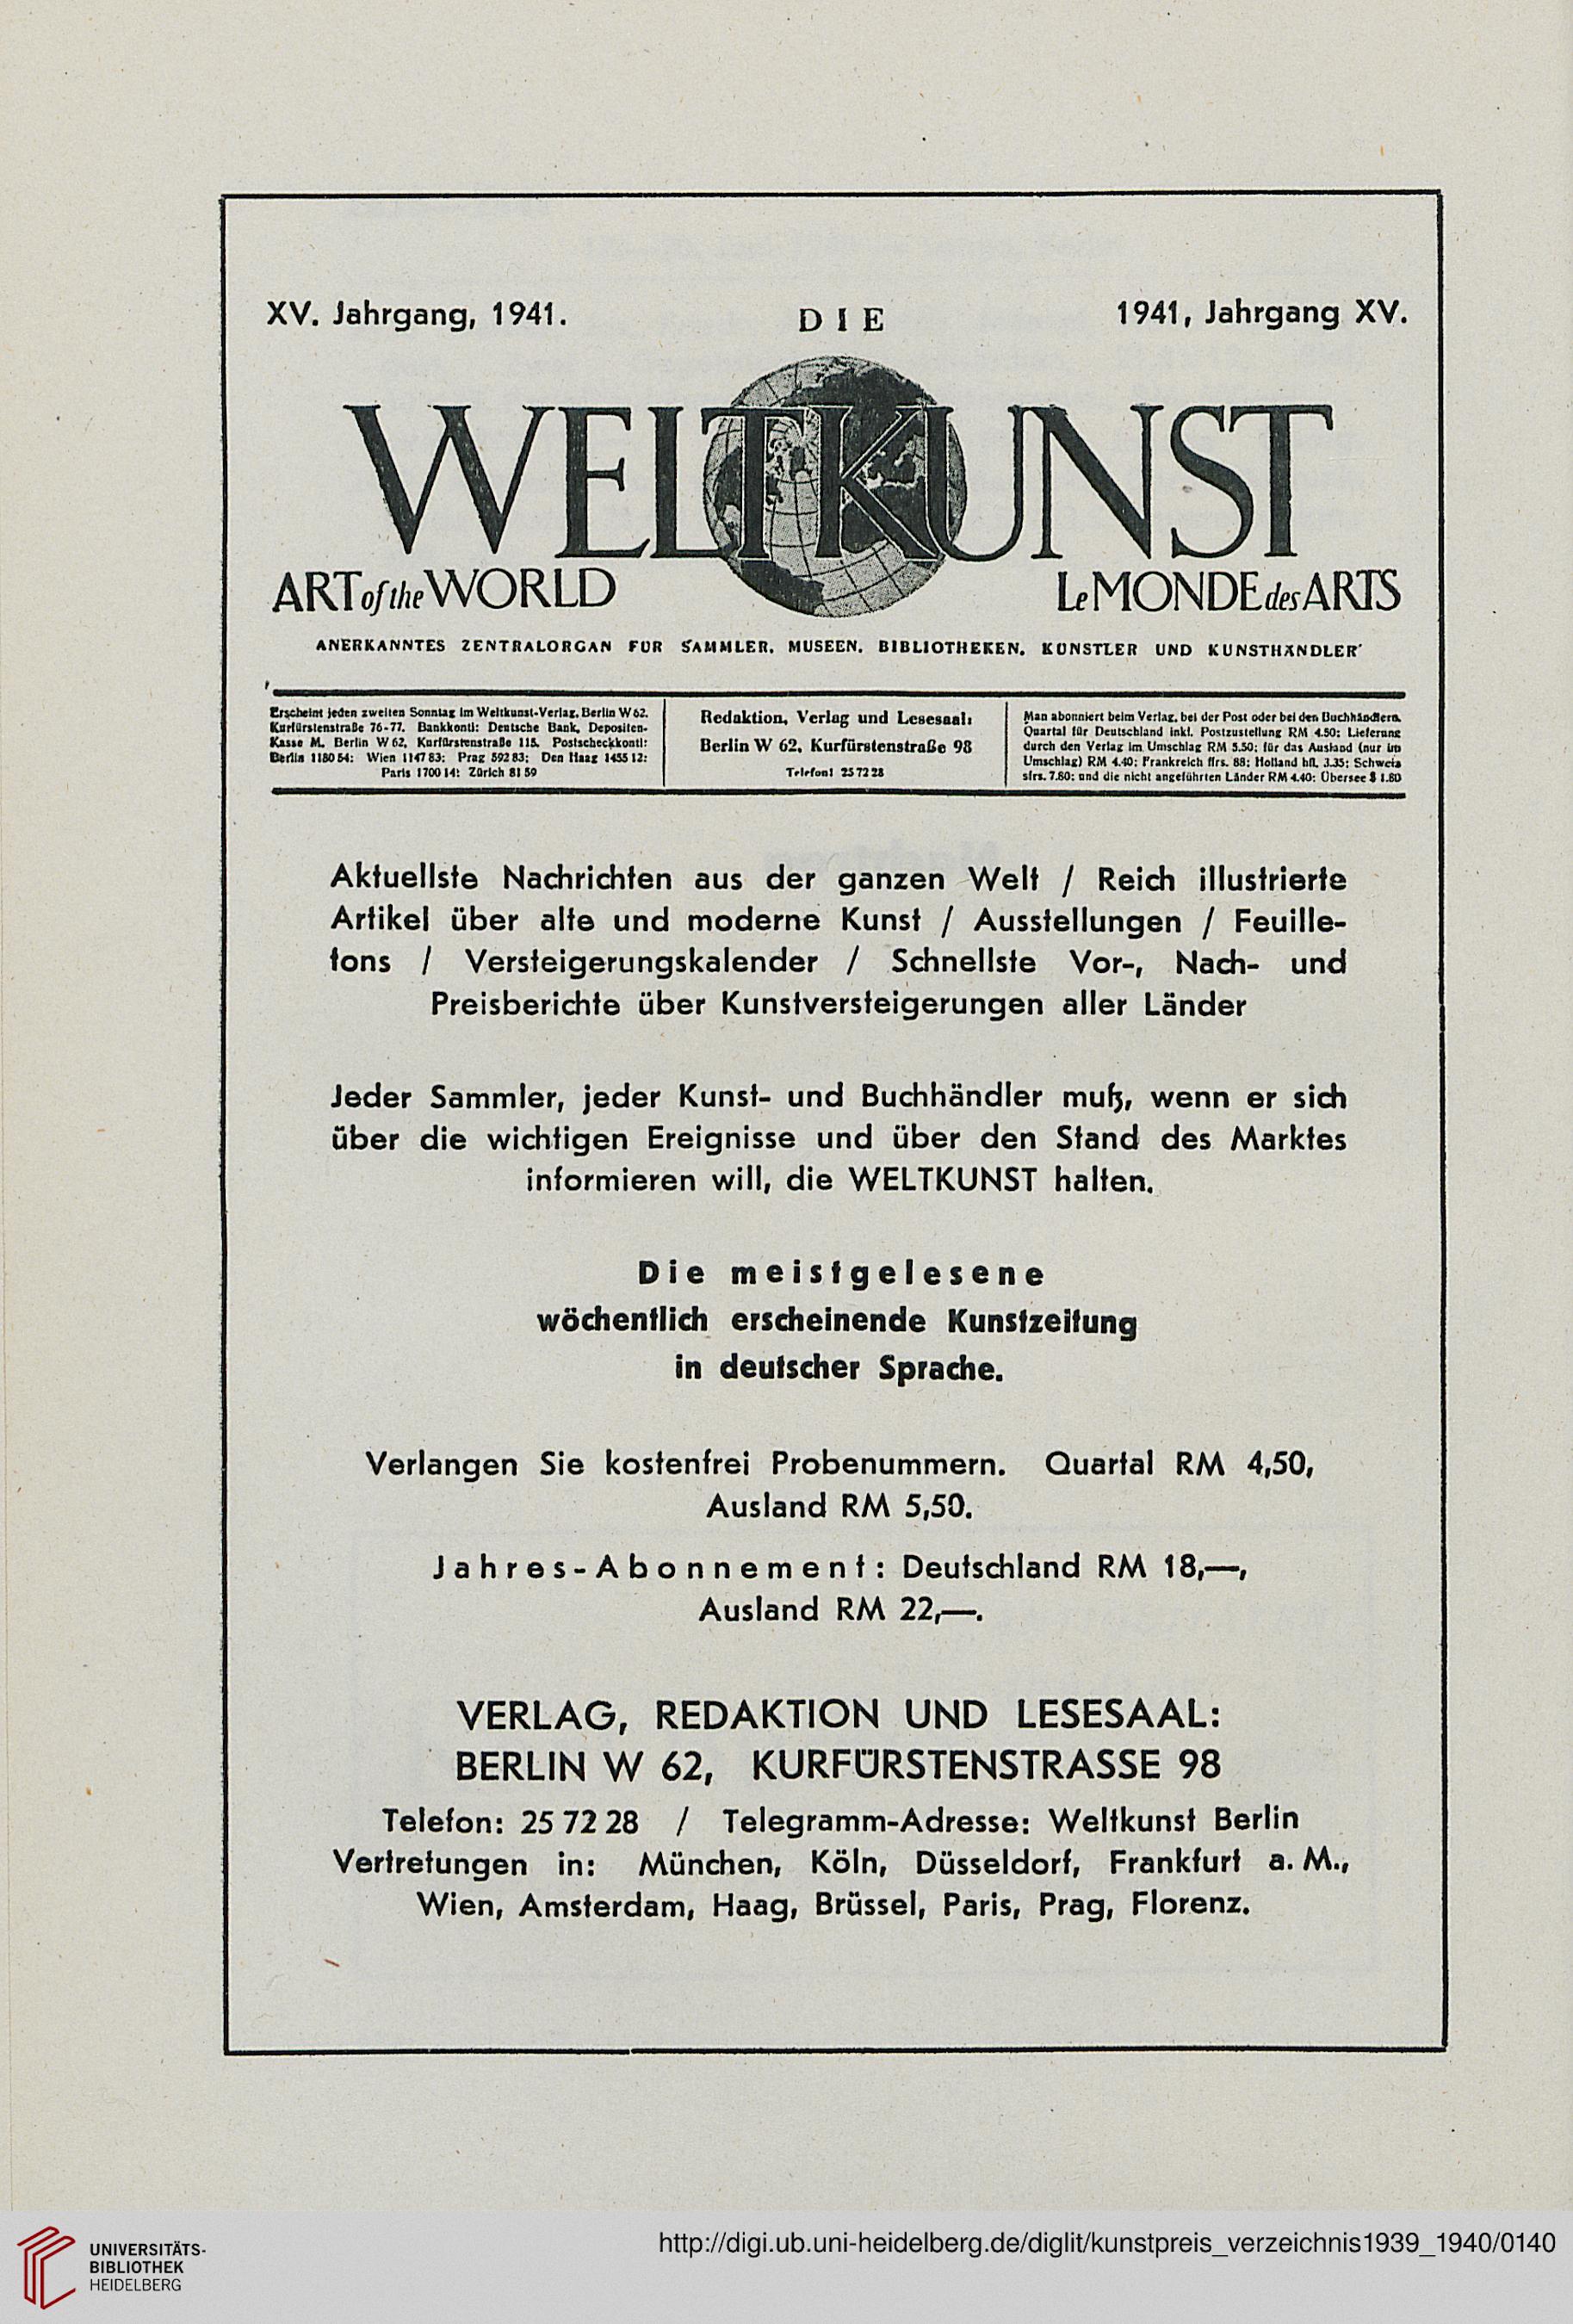 XV. Jahrgang, 1941.
DIE
1941, Jahrgang XV.
WELTKUNST
ART of the WORLD
Le MONDE des ARTS
ANERKANNTES ZENTRALORGAN FÜR SAMMLER. MUSEEN. BIBLIOTHEKEN. KÜNSTLER UND KUNSTHÄNDLER
Erscheint jeden zweiten Sonntag im Weltkunst-Verlag, Berlin W 62.
Kurfürstenstraße 76-77. Bankkonti: Deutsche Bank, Depositen-
Kasse M. Berlin W 62, Kurfürstenstraße 115. Postscheckkonti:
Berlin 1180 54; Wien 1147 83; Prag 592 83; Den Haag 1455 12;
Paris 1700 14; Zürich 81 59
Redaktion, Verlag und Lesesaal:
Berlin W 62, Kurfürstenstraße 98
Telefon: 25 72 28
Man abonniert beim Verlag, bei der Post oder bei den Buchhändlern.
Quartal für Deutschland inkl. Postzustellung RM 4.50; Lieferung
durch den Verlag im Umschlag RM 5.50; für das Ausland (nur im
Umschlag) RM 4.40; Frankreich ffrs. 88; Holland hfl. 3.35; Schweiz
sfrs. 7.80; und die nicht angeführten Länder RM 4.40; Übersee $ 1.80
Aktuellste Nachrichten aus der ganzen Welt / Reich illustrierte
Artikel über alte und moderne Kunst / Ausstellungen / Feuille-
tons / Versteigerungskalender / Schnellste Vor-, Nach- und
Preisberichte über Kunstversteigerungen aller Länder
Jeder Sammler, jeder Kunst- und Buchhändler muß, wenn er sich
über die wichtigen Ereignisse und über den Stand des Marktes
informieren will, die WELTKUNST halten.
Die meistgelesene
wöchentlich erscheinende Kunstzeitung
in deutscher Sprache.
Verlangen Sie kostenfrei Probenummern. Quartal RM 4,50,
Ausland RM 5,50.
Jahres-Abonnement: Deutschland RM 18,—,
Ausland RM 22,—.
VERLAG, REDAKTION UND LESESAAL:
BERLIN W 62, KURFÜRSTENSTRASSE 98
Telefon: 25 72 28 / Telegramm-Adresse: Weltkunst Berlin
Vertretungen in: München, Köln, Düsseldorf, Frankfurt a. M.,
Wien, Amsterdam, Haag, Brüssel, Paris, Prag, Florenz.
UNIVERSITÄTS-
BIBLIOTHEK
HEIDELBERG
http://digi.ub.uni-heidelberg.de/diglit/kunstpreis_verzeichnis1939_1940/0140